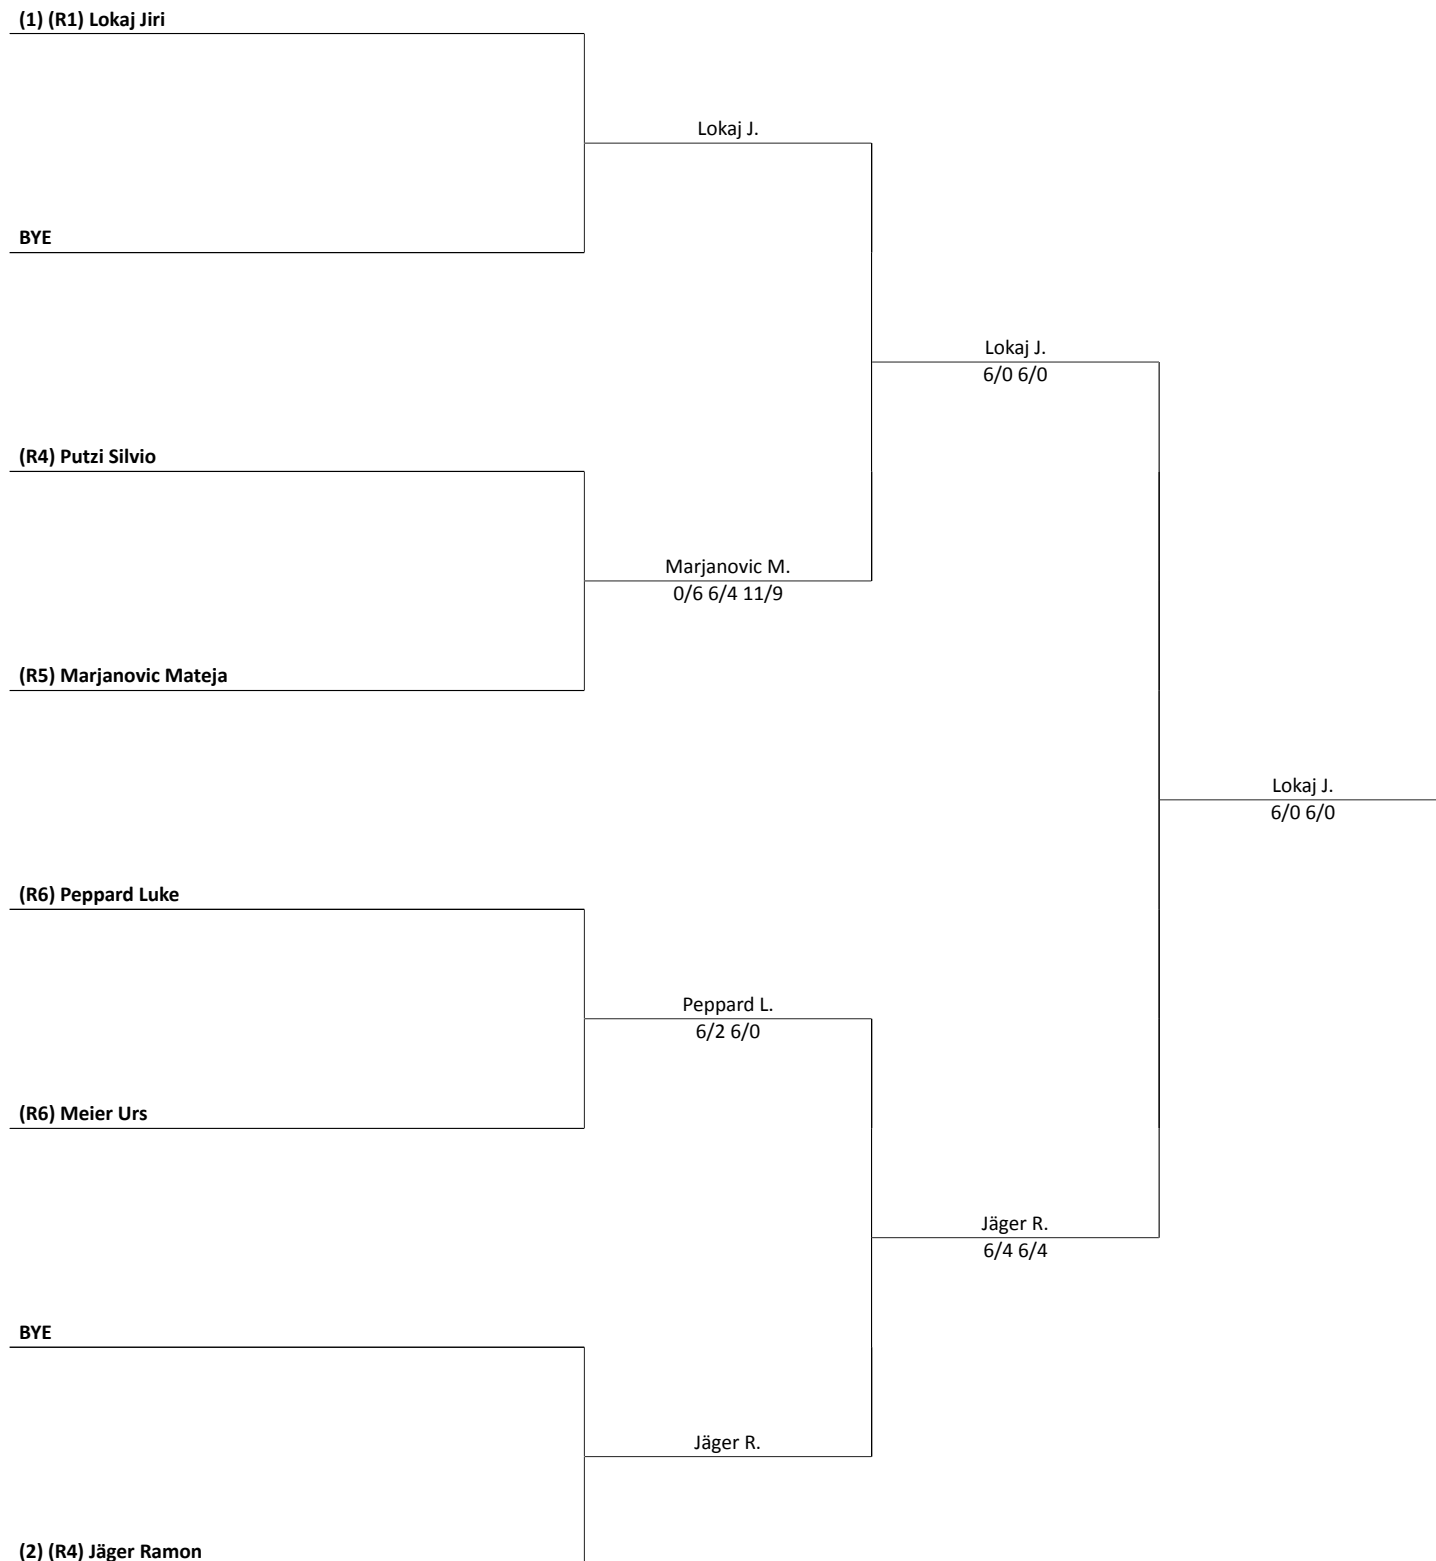 (1) (R1) Lokaj Jiri
Lokaj J.
BYE
Lokaj J.
6/0 6/0
(R4) Putzi Silvio
Marjanovic M.
0/6 6/4 11/9
(R5) Marjanovic Mateja
Lokaj J.
6/0 6/0
(R6) Peppard Luke
Peppard L.
6/2 6/0
(R6) Meier Urs
Jäger R.
6/4 6/4
BYE
Jäger R.
(2) (R4) Jäger Ramon